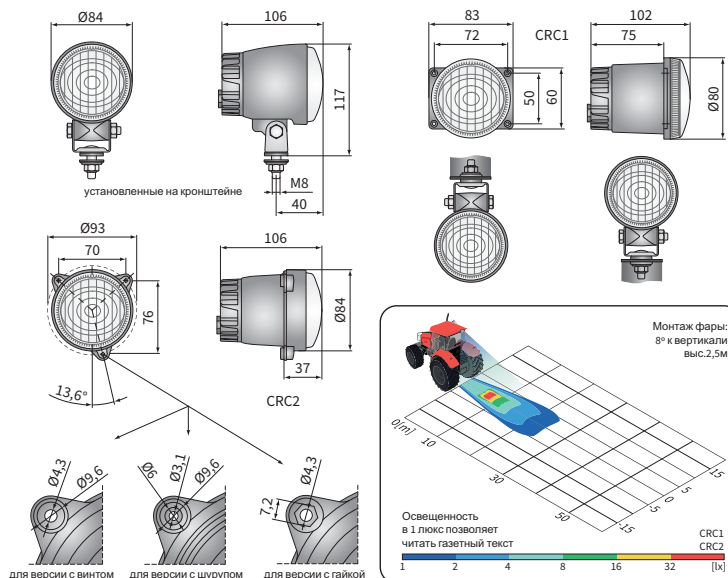 Ø84
106
117
M8
40
установленные на кронштейне
83
72
CRC1
50
60
102
75
Ø80
Ø93
70
76
13,6°
106
Ø84
37
CRC2
Ø4,3
Ø9,6
для версии с винтом
Ø6
Ø3,1
Ø9,6
для версии с шурупом
Ø4,3
7,2
для версии с гайкой
Монтаж фары:
8º к вертикали
выс.2,5м
0[m]
10
30
50
-15
-5
0
5
15
Освещенность
в 1 люкс позволяет
читать газетный текст
CRC1
CRC2
1 2 4 8 16 32 [lx]